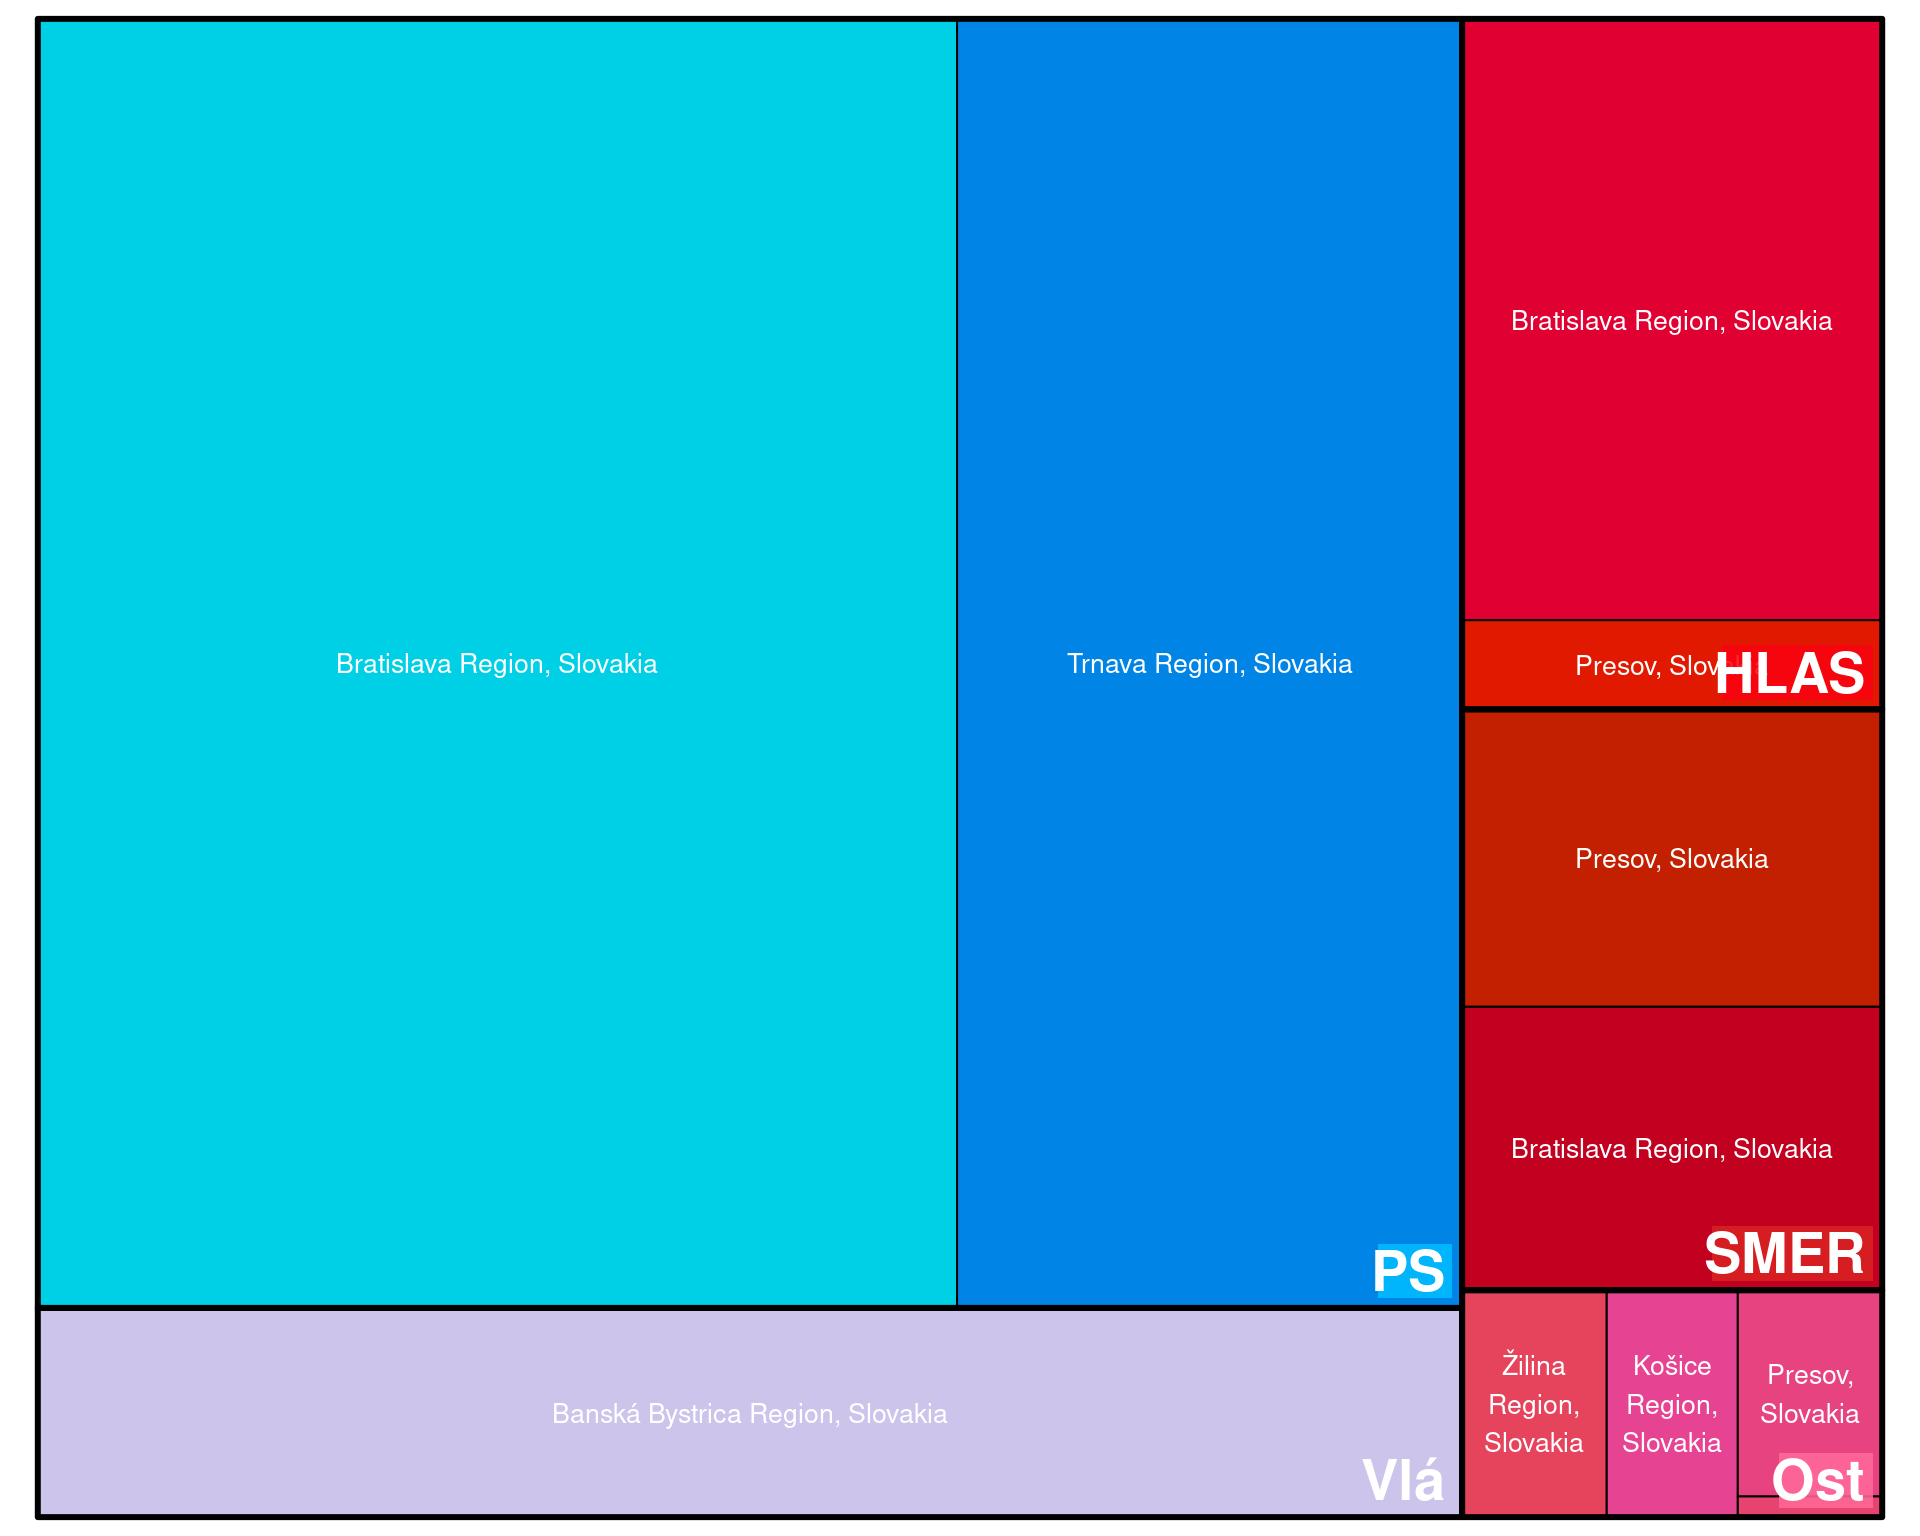 Bratislava Region, Slovakia
Trnava Region, Slovakia
PS
Banská Bystrica Region, Slovakia
Vlá
Bratislava Region, Slovakia
Presov, Slov
HLAS
Presov, Slovakia
Bratislava Region, Slovakia
SMER
Žilina
Region,
Slovakia
Košice
Region,
Slovakia
Presov,
Slovakia
Ost